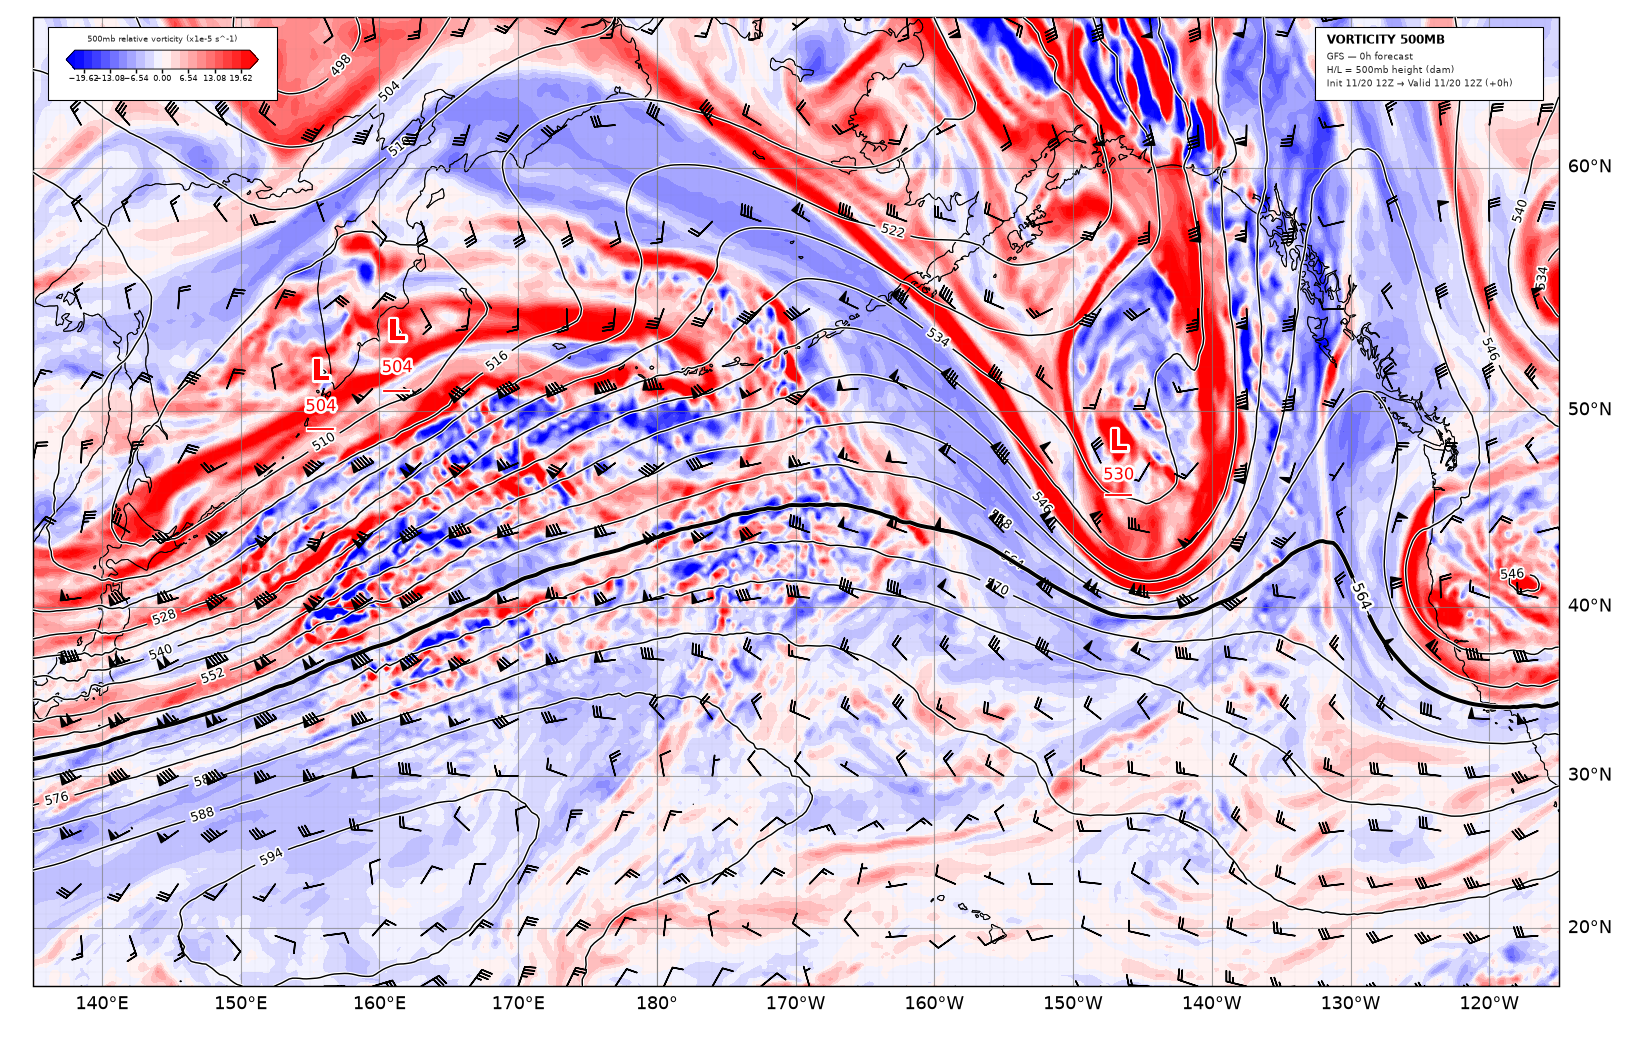 500mb relative vorticity (x1e-5 s^-1)
−19.62 −13.08 −6.54 0.00 6.54 13.08 19.62
VORTICITY 500MB
GFS — 0h forecast
H/L = 500mb height (dam)
Init 11/20 12Z → Valid 11/20 12Z (+0h)
498
504
522
540
534
534
546
516
L
504
L
504
510
L
530
546
546
570
564
528
540
552
576
588
594
60°N
50°N
40°N
30°N
20°N
140°E 150°E 160°E 170°E 180° 170°W 160°W 150°W 140°W 130°W 120°W